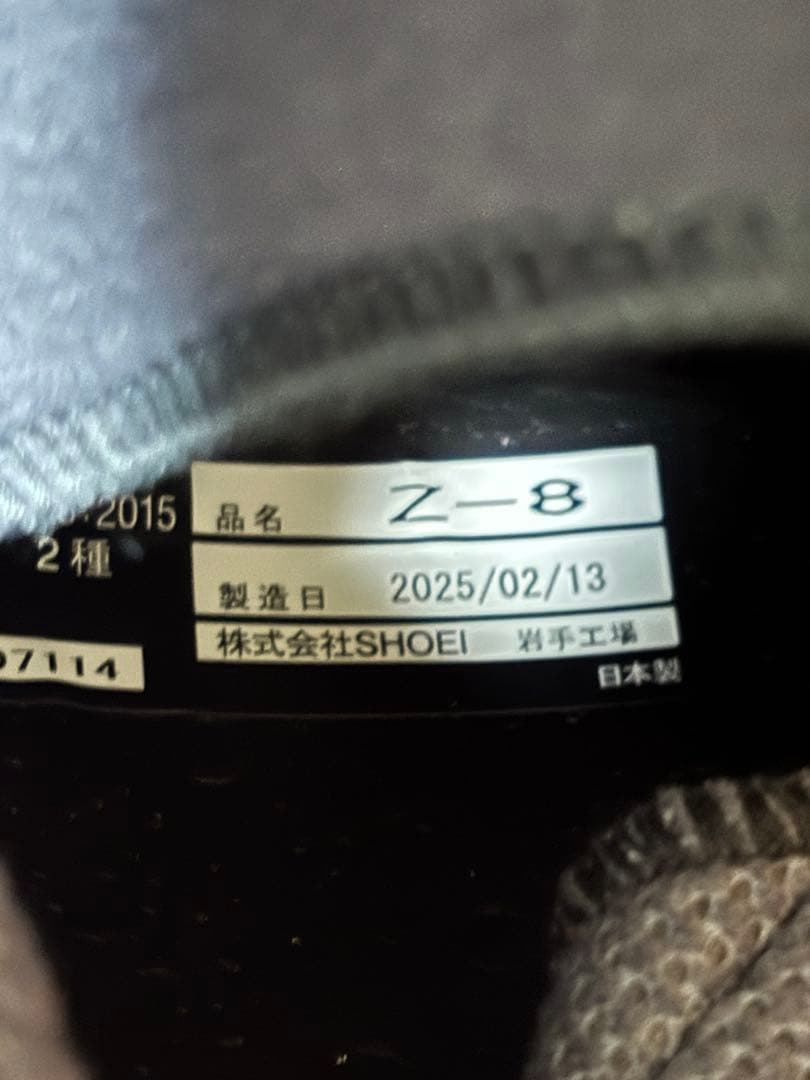 2015
2種
7114
品名 Z-8
製造日 2025/02/13
株式会社SHOEI 岩手工場
日本製